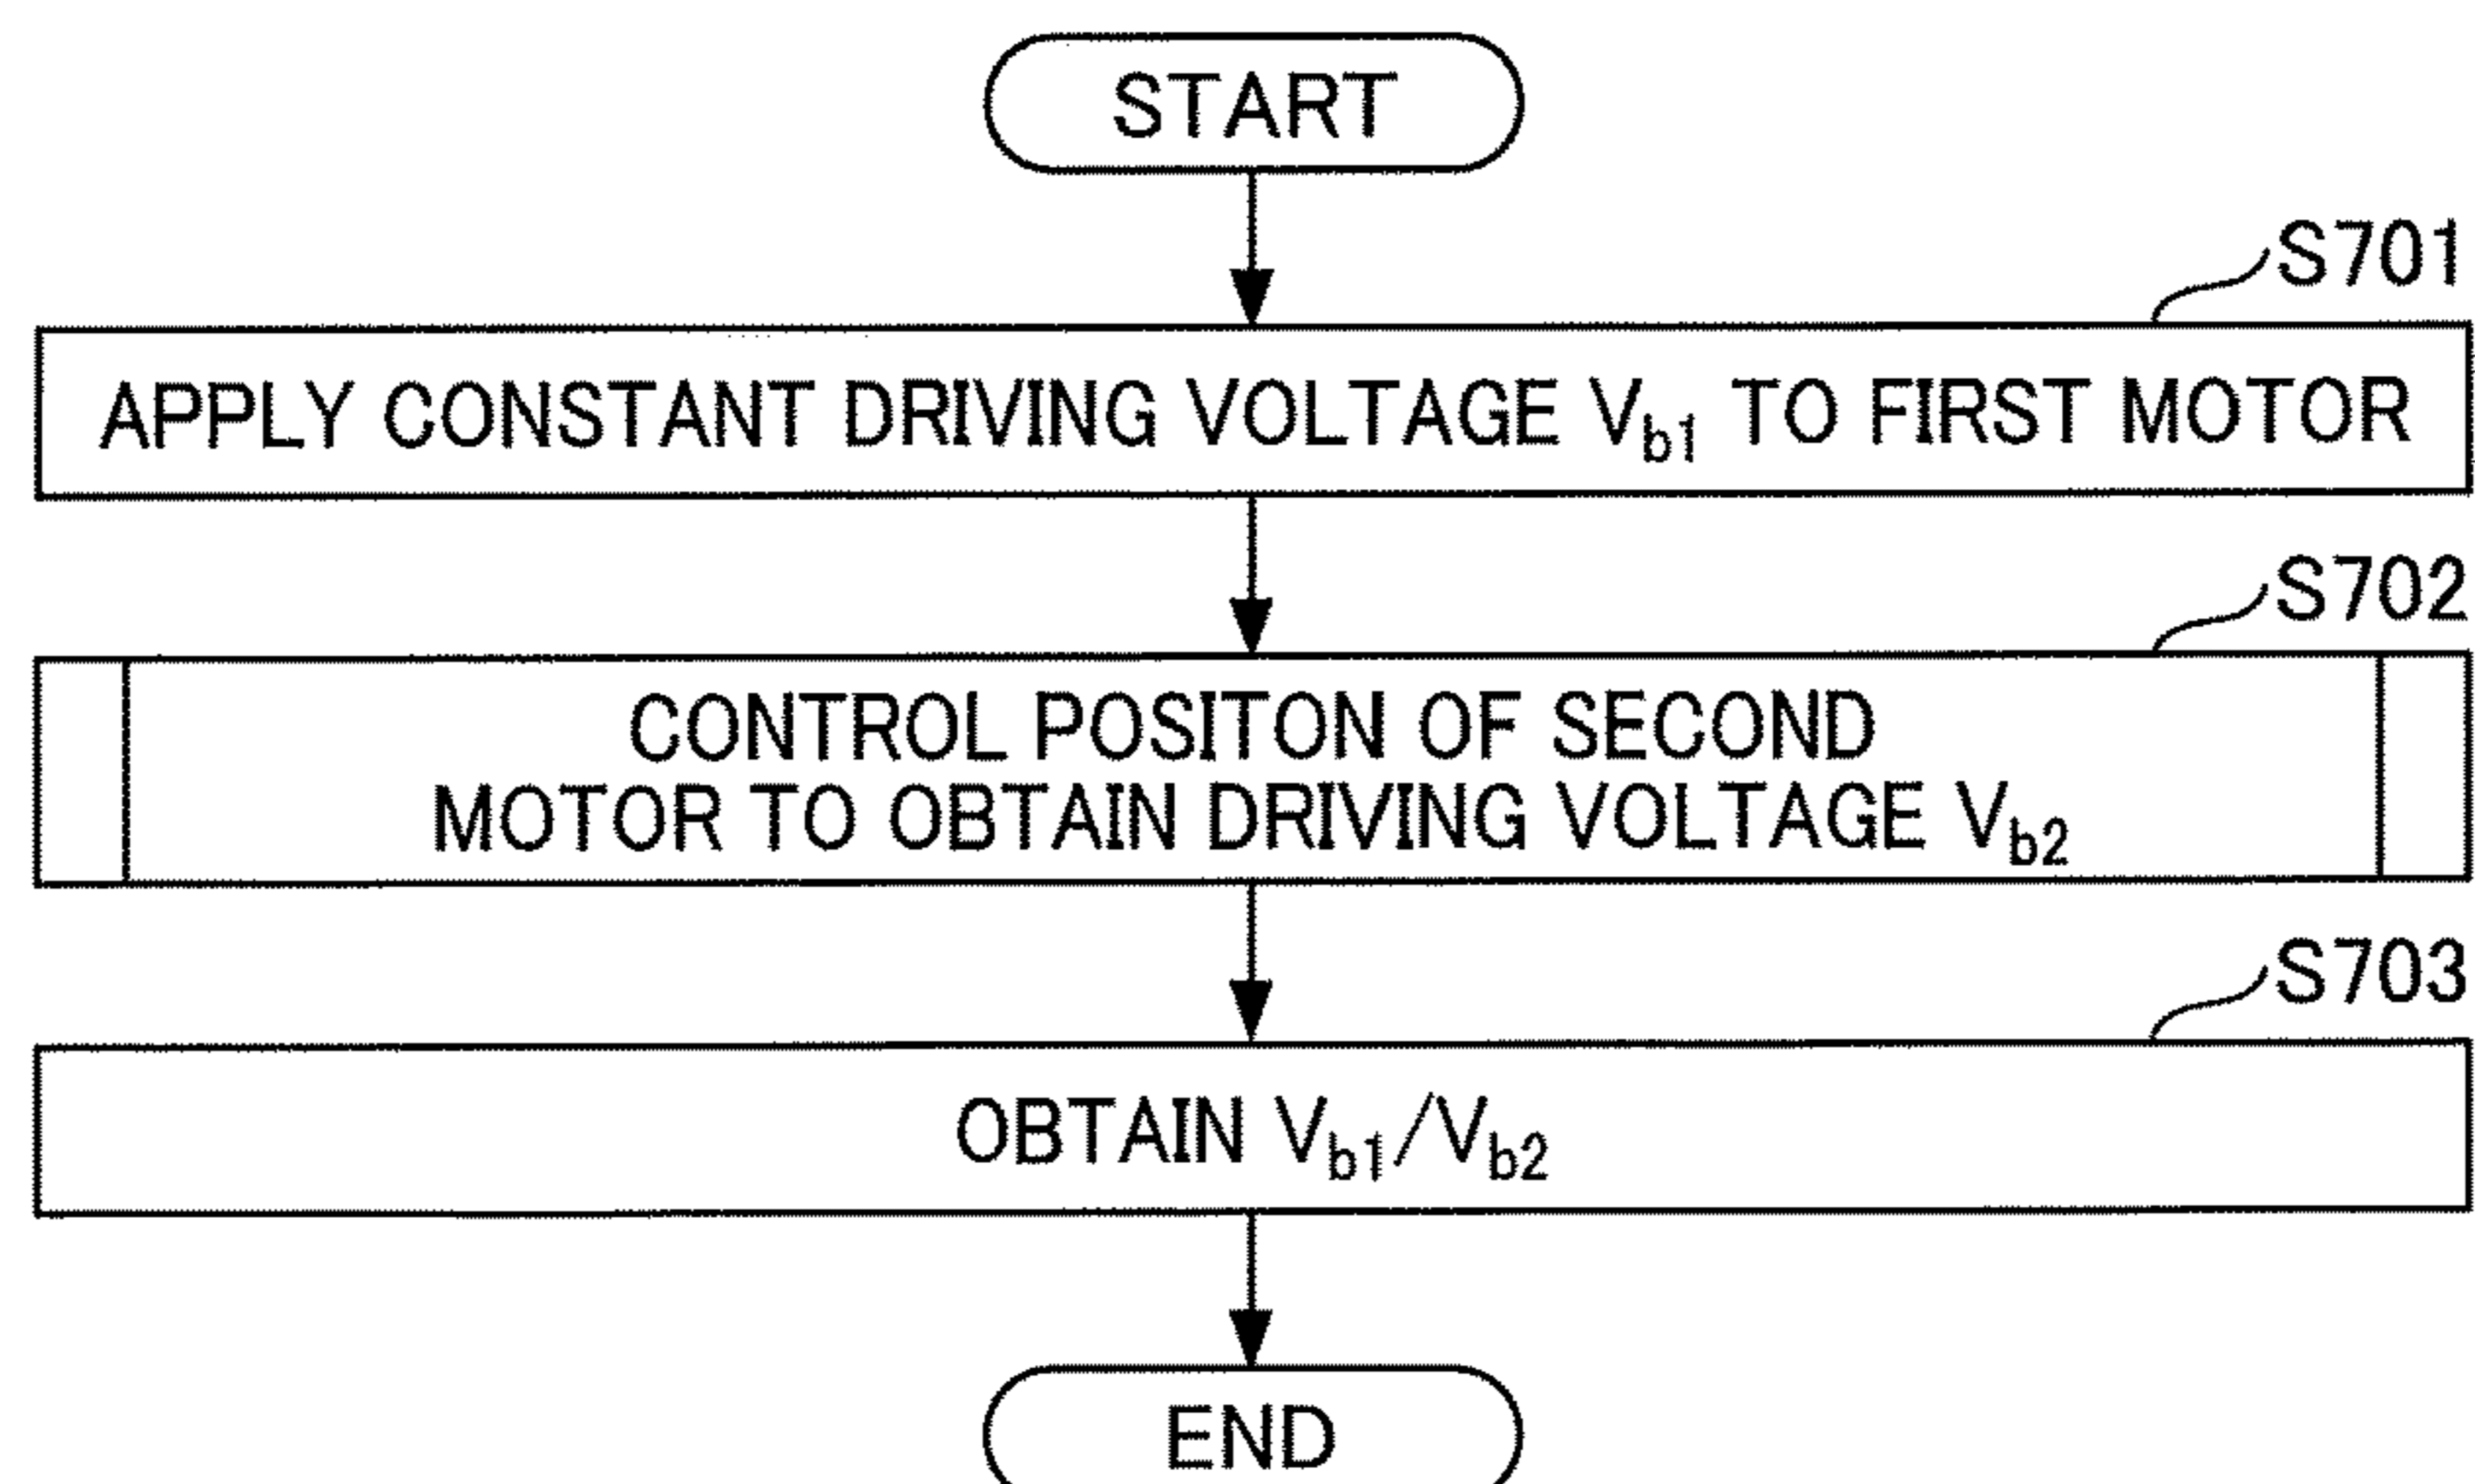 START
S701
APPLY CONSTANT DRIVING VOLTAGE Vb1 TO FIRST MOTOR
S702
CONTROL POSITON OF SECOND
MOTOR TO OBTAIN DRIVING VOLTAGE Vb2
S703
OBTAIN Vb1/Vb2
END